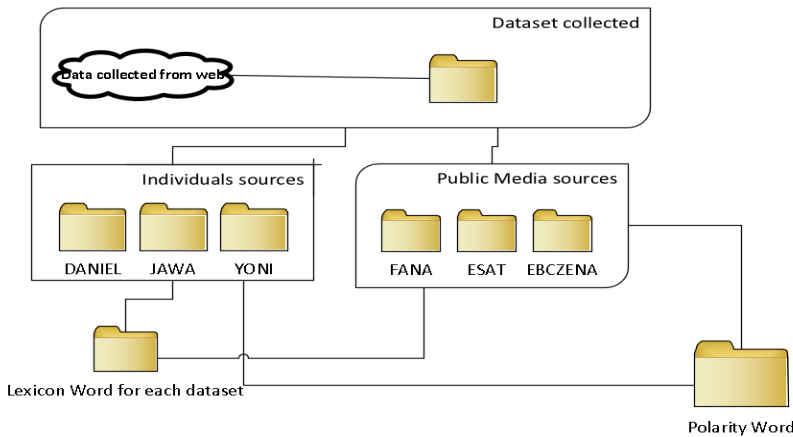 Dataset collected
Data collected from web
Individuals sources
Public Media sources
DANIEL JAWA YONI
FANA ESAT EBCZENA
Lexicon Word for each dataset
Polarity Word